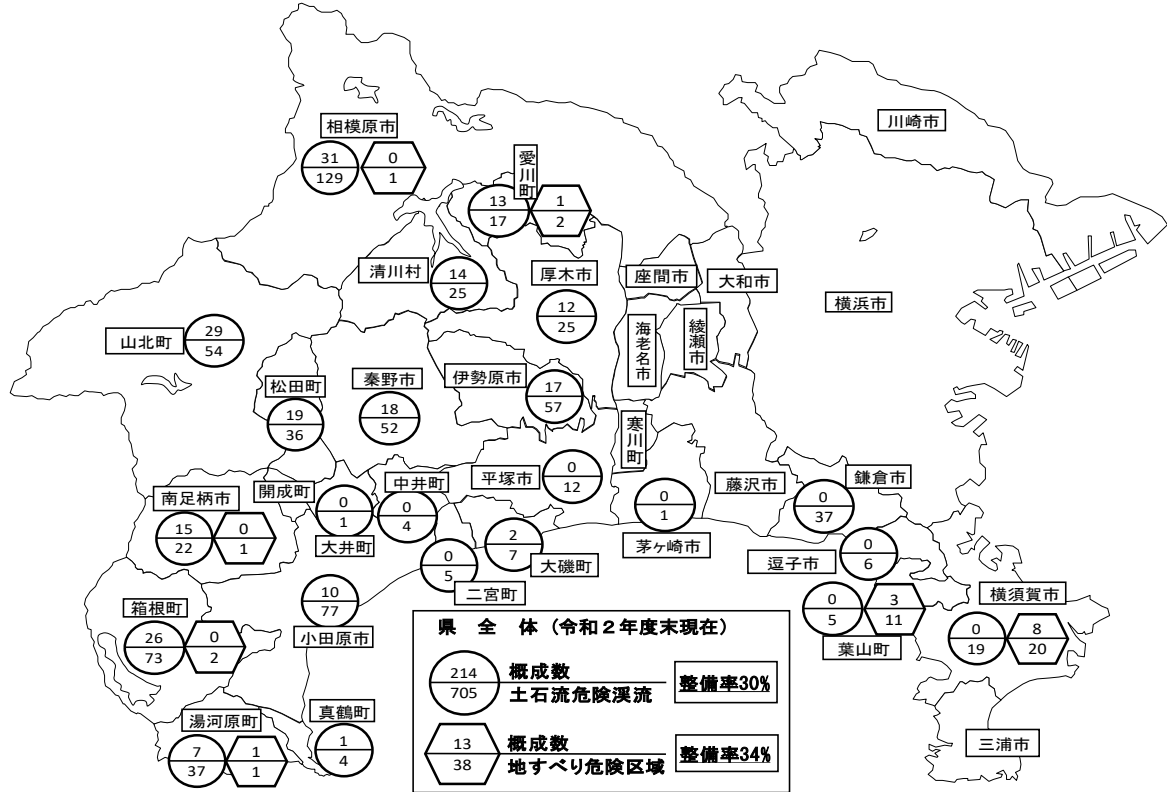 相模原市
31
129
0
1
愛川町
13
17
1
2
川崎市
清川村
14
25
厚木市
12
25
座間市
大和市
横浜市
海老名市
綾瀬市
山北町
29
54
松田町
19
36
秦野市
18
52
伊勢原市
17
57
寒川町
平塚市
0
12
藤沢市
鎌倉市
0
37
南足柄市
15
22
0
1
開成町
0
1
大井町
中井町
0
4
0
5
二宮町
2
7
大磯町
0
1
茅ヶ崎市
逗子市
0
6
0
5
3
11
葉山町
横須賀市
0
19
8
20
三浦市
箱根町
26
73
0
2
10
77
小田原市
湯河原町
7
37
1
1
真鶴町
1
4
県全体(令和2年度末現在)
214
705
概成数
土石流危険渓流
整備率30%
13
38
概成数
地すべり危険区域
整備率34%